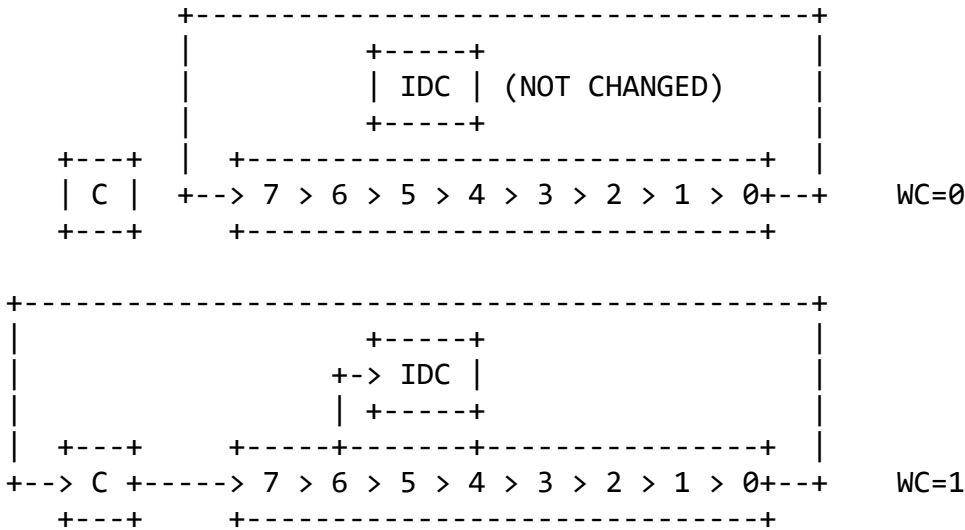 IDC (NOT CHANGED)
C > 7 > 6 > 5 > 4 > 3 > 2 > 1 > 0 WC=0
IDC
> C > 7 > 6 > 5 > 4 > 3 > 2 > 1 > 0 WC=1